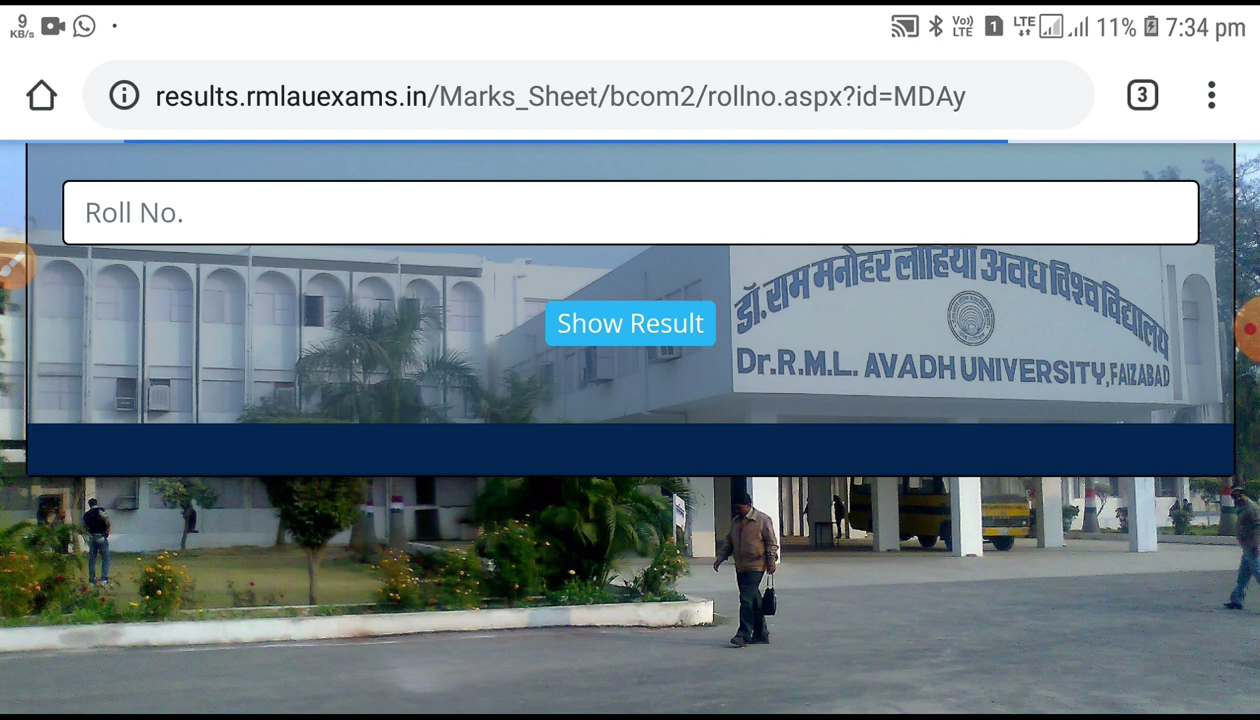 9
KB/s
Vo))
LTE
1
LTE
11%
7:34 pm
results.rmlauexams.in/Marks_Sheet/bcom2/rollno.aspx?id=MDAy
3
Roll No.
डॉ.राम मनोहर लोहिया अवध विश्वविद्यालय
Show Result
Dr.R.M.L. AVADH UNIVERSITY,FAIZABAD